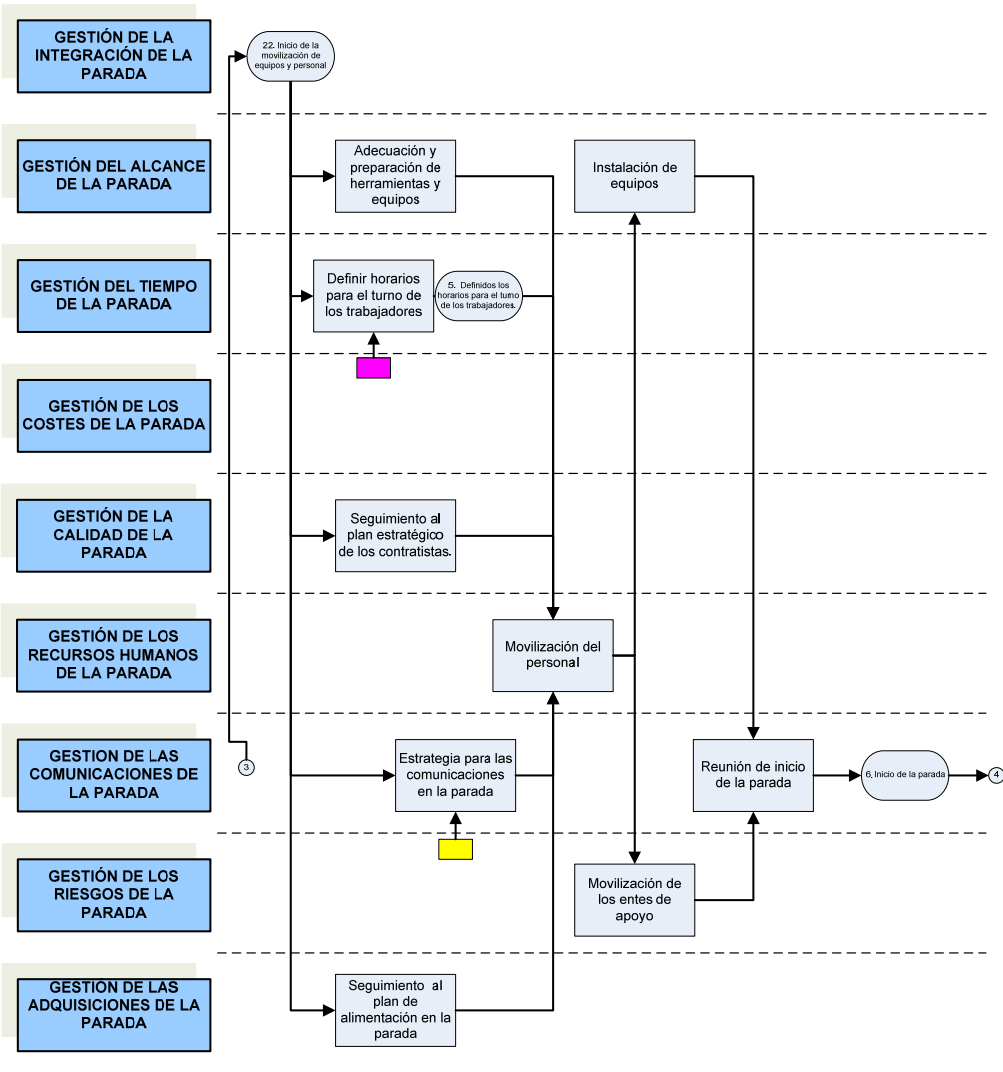 GESTIÓN DE LA
INTEGRACIÓN DE LA
PARADA
22. Inicio de la
movilización de
equipos y personal
GESTIÓN DEL ALCANCE
DE LA PARADA
Adecuación y
preparación de
herramientas y
equipos
Instalación de
equipos
GESTIÓN DEL TIEMPO
DE LA PARADA
Definir horarios
para el turno de
los trabajadores
5. Definidos los
horarios para el turno
de los trabajadores.
GESTIÓN DE LOS
COSTES DE LA PARADA
GESTIÓN DE LA
CALIDAD DE LA
PARADA
Seguimiento al
plan estratégico
de los contratistas.
GESTIÓN DE LOS
RECURSOS HUMANOS
DE LA PARADA
Movilización del
personal
GESTION DE LAS
COMUNICACIONES DE
LA PARADA
3
Estrategia para las
comunicaciones
en la parada
Reunión de inicio
de la parada
6. Inicio de la parada
4
GESTIÓN DE LOS
RIESGOS DE LA
PARADA
Movilización de
los entes de
apoyo
GESTIÓN DE LAS
ADQUISICIONES DE LA
PARADA
Seguimiento al
plan de
alimentación en la
parada